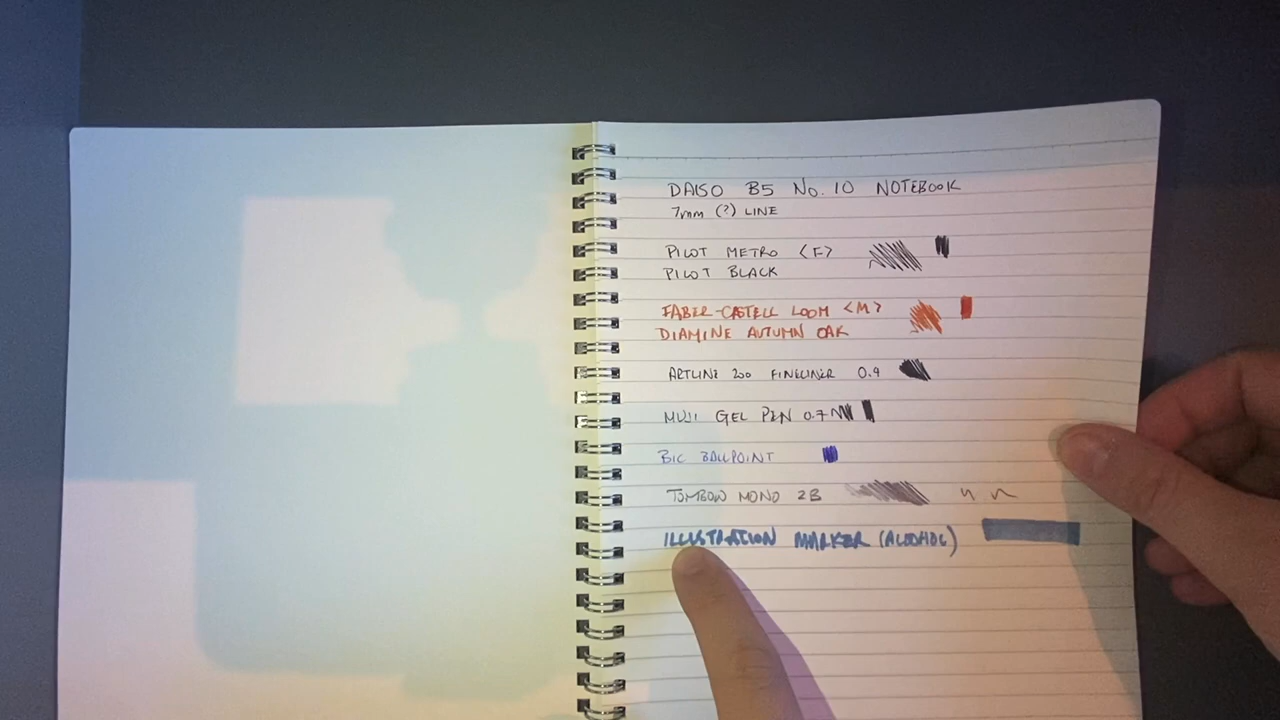 DAISO B5 No. 10 NOTEBOOK
7mm (?) LINE
PILOT METRO <F>
PILOT BLACK
FABER-CASTELL LOOM <M>
DIAMINE AUTUMN OAK
ARTLINE 200 FINELINER 0.4
MUJI GEL PEN 0.7
BIC BALLPOINT
TOMBOW MONO 2B
ILLUSTRATION MARKER (ALCOHOL)